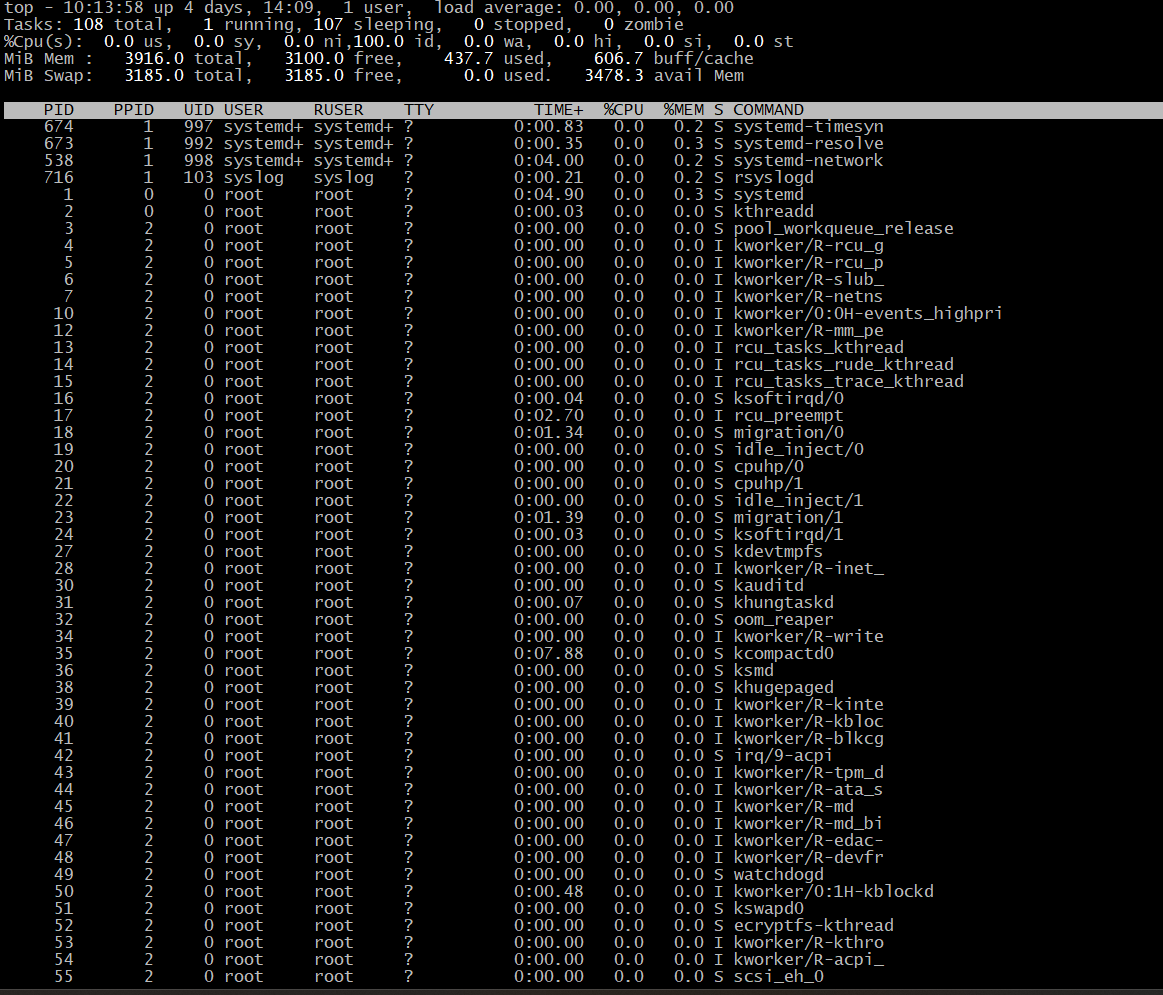 top - 10:13:58 up 4 days, 14:09,  1 user,  load average: 0.00, 0.00, 0.00
Tasks: 108 total,   1 running, 107 sleeping,   0 stopped,   0 zombie
%Cpu(s):  0.0 us,  0.0 sy,  0.0 ni,100.0 id,  0.0 wa,  0.0 hi,  0.0 si,  0.0 st
MiB Mem :   3916.0 total,   3100.0 free,    437.7 used,    606.7 buff/cache
MiB Swap:   3185.0 total,   3185.0 free,      0.0 used.   3478.3 avail Mem
PID    PPID   UID USER     RUSER    TTY          TIME+  %CPU  %MEM S COMMAND
674       1   997 systemd+ systemd+ ?          0:00.83   0.0   0.2 S systemd-timesyn
673       1   992 systemd+ systemd+ ?          0:00.35   0.0   0.3 S systemd-resolve
538       1   998 systemd+ systemd+ ?          0:04.00   0.0   0.2 S systemd-network
716       1   103 syslog   syslog   ?          0:00.21   0.0   0.2 S rsyslogd
1       0     0 root     root     ?          0:04.90   0.0   0.3 S systemd
2       0     0 root     root     ?          0:00.03   0.0   0.0 S kthreadd
3       2     0 root     root     ?          0:00.00   0.0   0.0 S pool_workqueue_release
4       2     0 root     root     ?          0:00.00   0.0   0.0 I kworker/R-rcu_g
5       2     0 root     root     ?          0:00.00   0.0   0.0 I kworker/R-rcu_p
6       2     0 root     root     ?          0:00.00   0.0   0.0 I kworker/R-slub_
7       2     0 root     root     ?          0:00.00   0.0   0.0 I kworker/R-netns
10       2     0 root     root     ?          0:00.00   0.0   0.0 I kworker/0:0H-events_highpri
12       2     0 root     root     ?          0:00.00   0.0   0.0 I kworker/R-mm_pe
13       2     0 root     root     ?          0:00.00   0.0   0.0 I rcu_tasks_kthread
14       2     0 root     root     ?          0:00.00   0.0   0.0 I rcu_tasks_rude_kthread
15       2     0 root     root     ?          0:00.00   0.0   0.0 I rcu_tasks_trace_kthread
16       2     0 root     root     ?          0:00.04   0.0   0.0 S ksoftirqd/0
17       2     0 root     root     ?          0:02.70   0.0   0.0 I rcu_preempt
18       2     0 root     root     ?          0:01.34   0.0   0.0 S migration/0
19       2     0 root     root     ?          0:00.00   0.0   0.0 S idle_inject/0
20       2     0 root     root     ?          0:00.00   0.0   0.0 S cpuhp/0
21       2     0 root     root     ?          0:00.00   0.0   0.0 S cpuhp/1
22       2     0 root     root     ?          0:00.00   0.0   0.0 S idle_inject/1
23       2     0 root     root     ?          0:01.39   0.0   0.0 S migration/1
24       2     0 root     root     ?          0:00.03   0.0   0.0 S ksoftirqd/1
27       2     0 root     root     ?          0:00.00   0.0   0.0 S kdevtmpfs
28       2     0 root     root     ?          0:00.00   0.0   0.0 I kworker/R-inet_
30       2     0 root     root     ?          0:00.00   0.0   0.0 S kauditd
31       2     0 root     root     ?          0:00.07   0.0   0.0 S khungtaskd
32       2     0 root     root     ?          0:00.00   0.0   0.0 S oom_reaper
34       2     0 root     root     ?          0:00.00   0.0   0.0 I kworker/R-write
35       2     0 root     root     ?          0:07.88   0.0   0.0 S kcompactd0
36       2     0 root     root     ?          0:00.00   0.0   0.0 S ksmd
38       2     0 root     root     ?          0:00.00   0.0   0.0 S khugepaged
39       2     0 root     root     ?          0:00.00   0.0   0.0 I kworker/R-kinte
40       2     0 root     root     ?          0:00.00   0.0   0.0 I kworker/R-kbloc
41       2     0 root     root     ?          0:00.00   0.0   0.0 I kworker/R-blkcg
42       2     0 root     root     ?          0:00.00   0.0   0.0 S irq/9-acpi
43       2     0 root     root     ?          0:00.00   0.0   0.0 I kworker/R-tpm_d
44       2     0 root     root     ?          0:00.00   0.0   0.0 I kworker/R-ata_s
45       2     0 root     root     ?          0:00.00   0.0   0.0 I kworker/R-md
46       2     0 root     root     ?          0:00.00   0.0   0.0 I kworker/R-md_bi
47       2     0 root     root     ?          0:00.00   0.0   0.0 I kworker/R-edac-
48       2     0 root     root     ?          0:00.00   0.0   0.0 I kworker/R-devfr
49       2     0 root     root     ?          0:00.00   0.0   0.0 S watchdogd
50       2     0 root     root     ?          0:00.48   0.0   0.0 I kworker/0:1H-kblockd
51       2     0 root     root     ?          0:00.00   0.0   0.0 S kswapd0
52       2     0 root     root     ?          0:00.00   0.0   0.0 S ecryptfs-kthread
53       2     0 root     root     ?          0:00.00   0.0   0.0 I kworker/R-kthro
54       2     0 root     root     ?          0:00.00   0.0   0.0 I kworker/R-acpi_
55       2     0 root     root     ?          0:00.00   0.0   0.0 S scsi_eh_0